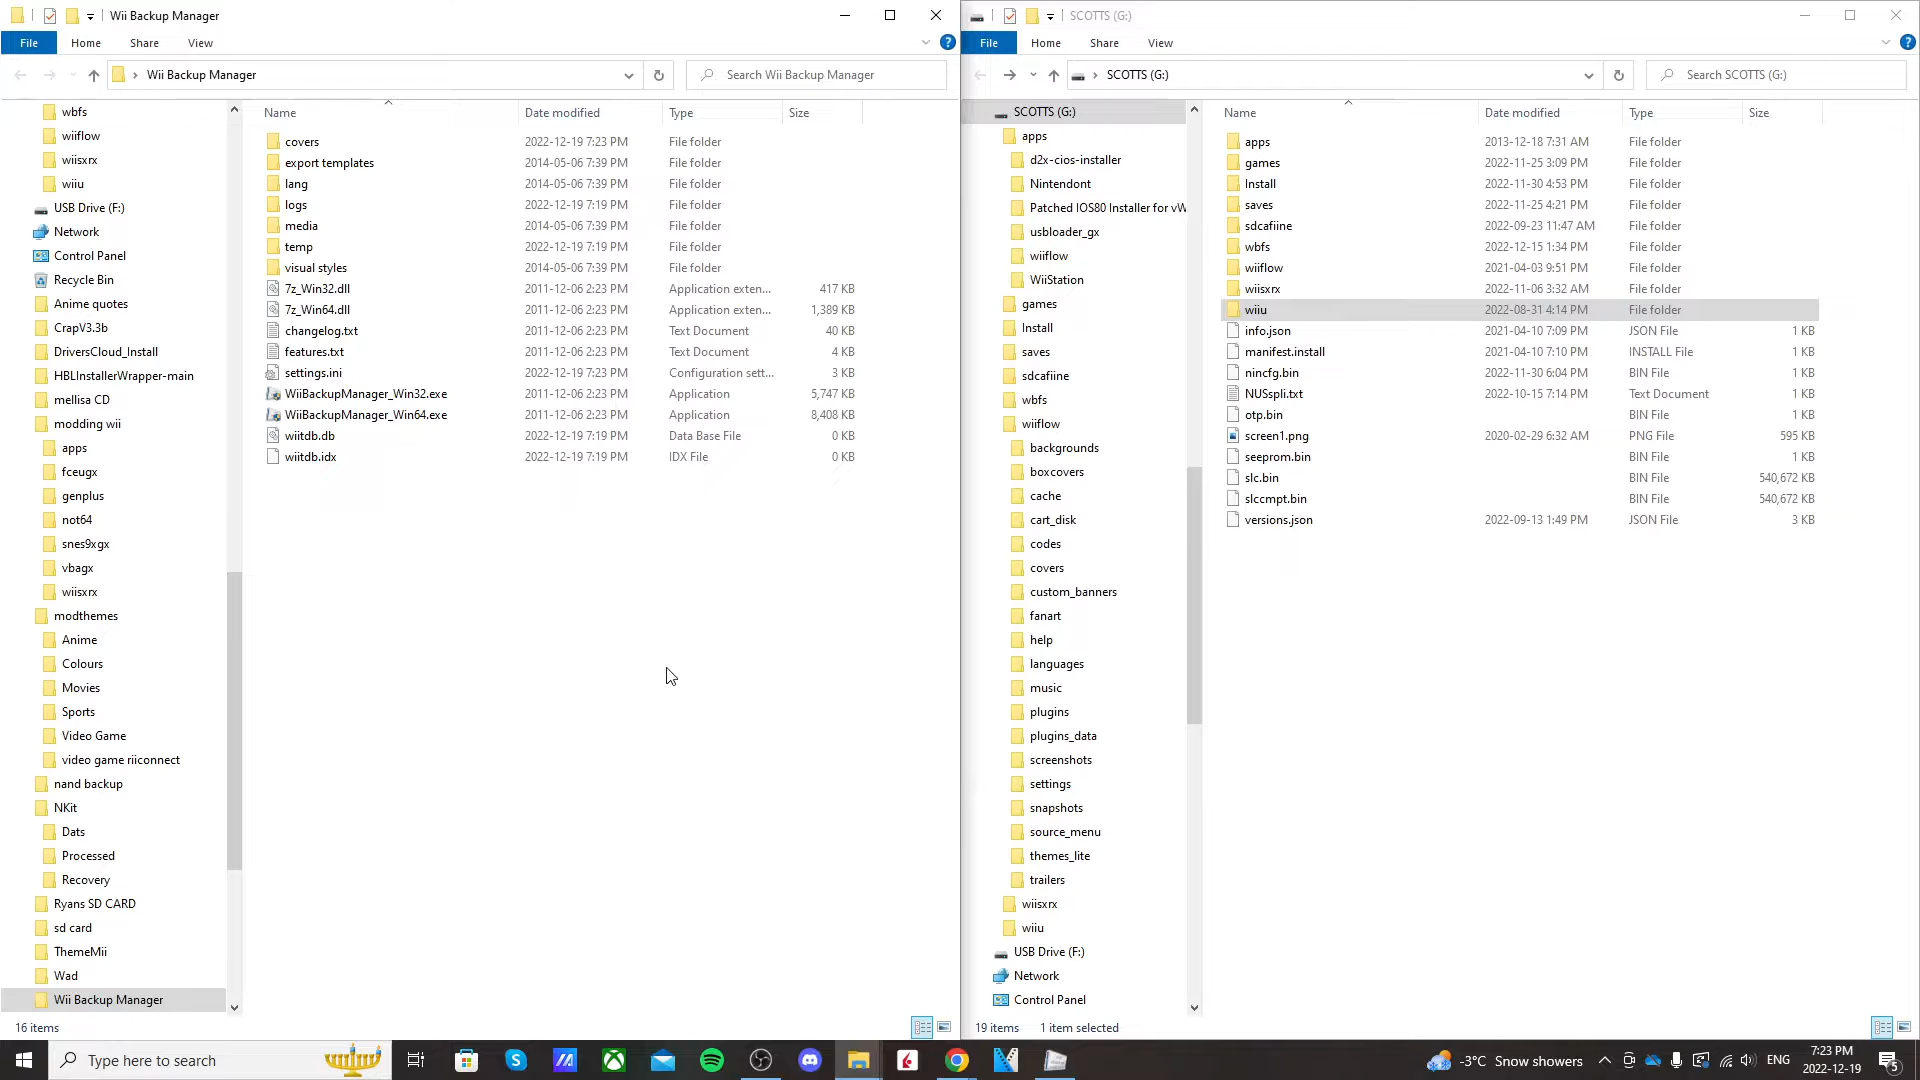 Wii Backup Manager
File
Home
Share
View
Wii Backup Manager
Search Wii Backup Manager
wbfs
wiiflow
wiisxrx
wiiu
USB Drive (F:)
Network
Control Panel
Recycle Bin
Anime quotes
CrapV3.3b
DriversCloud_Install
HBLInstallerWrapper-main
mellisa CD
modding wii
apps
fceugx
genplus
not64
snes9xgx
vbagx
wiisxrx
modthemes
Anime
Colours
Movies
Sports
Video Game
video game riiconnect
nand backup
NKit
Dats
Processed
Recovery
Ryans SD CARD
sd card
ThemeMii
Wad
Wii Backup Manager
Name Date modified Type Size
covers 2022-12-19 7:23 PM File folder
export templates 2014-05-06 7:39 PM File folder
lang 2014-05-06 7:39 PM File folder
logs 2022-12-19 7:23 PM File folder
media 2014-05-06 7:39 PM File folder
temp 2022-12-19 7:19 PM File folder
visual styles 2014-05-06 7:39 PM File folder
7z_Win32.dll 2011-12-06 2:23 PM Application exten... 417 KB
7z_Win64.dll 2011-12-06 2:23 PM Application exten... 1,389 KB
changelog.txt 2011-12-06 2:23 PM Text Document 40 KB
features.txt 2011-12-06 2:23 PM Text Document 4 KB
settings.ini 2022-12-19 7:23 PM Configuration sett... 3 KB
WiiBackupManager_Win32.exe 2011-12-06 2:23 PM Application 5,747 KB
WiiBackupManager_Win64.exe 2011-12-06 2:23 PM Application 8,408 KB
wiitdb.db 2022-12-19 7:19 PM Data Base File 0 KB
wiitdb.idx 2022-12-19 7:19 PM IDX File 0 KB
16 items
SCOTTS (G:)
File
Home
Share
View
SCOTTS (G:)
Search SCOTTS (G:)
SCOTTS (G:)
apps
d2x-cios-installer
Nintendont
Patched IOS80 Installer for vW
usbloader_gx
wiiflow
WiiStation
games
Install
saves
sdcafiine
wbfs
wiiflow
backgrounds
boxcovers
cache
cart_disk
codes
covers
custom_banners
fanart
help
languages
music
plugins
plugins_data
screenshots
settings
snapshots
source_menu
themes_lite
trailers
wiisxrx
wiiu
USB Drive (F:)
Network
Control Panel
Name Date modified Type Size
apps 2013-12-18 7:31 AM File folder
games 2022-11-25 3:09 PM File folder
Install 2022-11-30 4:53 PM File folder
saves 2022-11-25 4:21 PM File folder
sdcafiine 2022-09-23 11:47 AM File folder
wbfs 2022-12-15 1:34 PM File folder
wiiflow 2021-04-03 9:51 PM File folder
wiisxrx 2022-11-06 3:32 AM File folder
wiiu 2022-08-31 4:14 PM File folder
info.json 2021-04-10 7:09 PM JSON File 1 KB
manifest.install 2021-04-10 7:10 PM INSTALL File 1 KB
nincfg.bin 2022-11-30 6:04 PM BIN File 1 KB
NUSspli.txt 2022-10-15 7:14 PM Text Document 1 KB
otp.bin BIN File 1 KB
screen1.png 2020-02-29 6:32 AM PNG File 595 KB
seeprom.bin BIN File 1 KB
slc.bin BIN File 540,672 KB
slccmpt.bin BIN File 540,672 KB
versions.json 2022-09-13 1:49 PM JSON File 3 KB
19 items 1 item selected
Type here to search
-3°C Snow showers
ENG
7:23 PM
2022-12-19
5